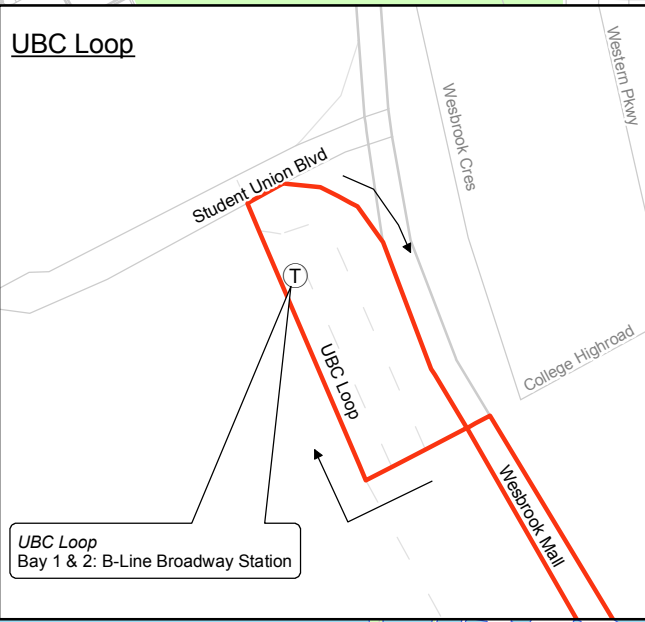 UBC Loop
Western Pkwy
Wesbrook Cres
Student Union Blvd
T
UBC Loop
College Highroad
Wesbrook Mall
UBC Loop
Bay 1 & 2: B-Line Broadway Station